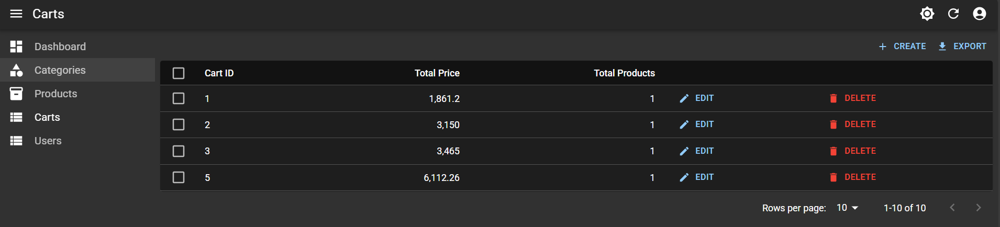 Carts
Dashboard
Categories
Products
Carts
Users
CREATE EXPORT
Cart ID Total Price Total Products
1 1,861.2 1 EDIT DELETE
2 3,150 1 EDIT DELETE
3 3,465 1 EDIT DELETE
5 6,112.26 1 EDIT DELETE
Rows per page: 10 1-10 of 10